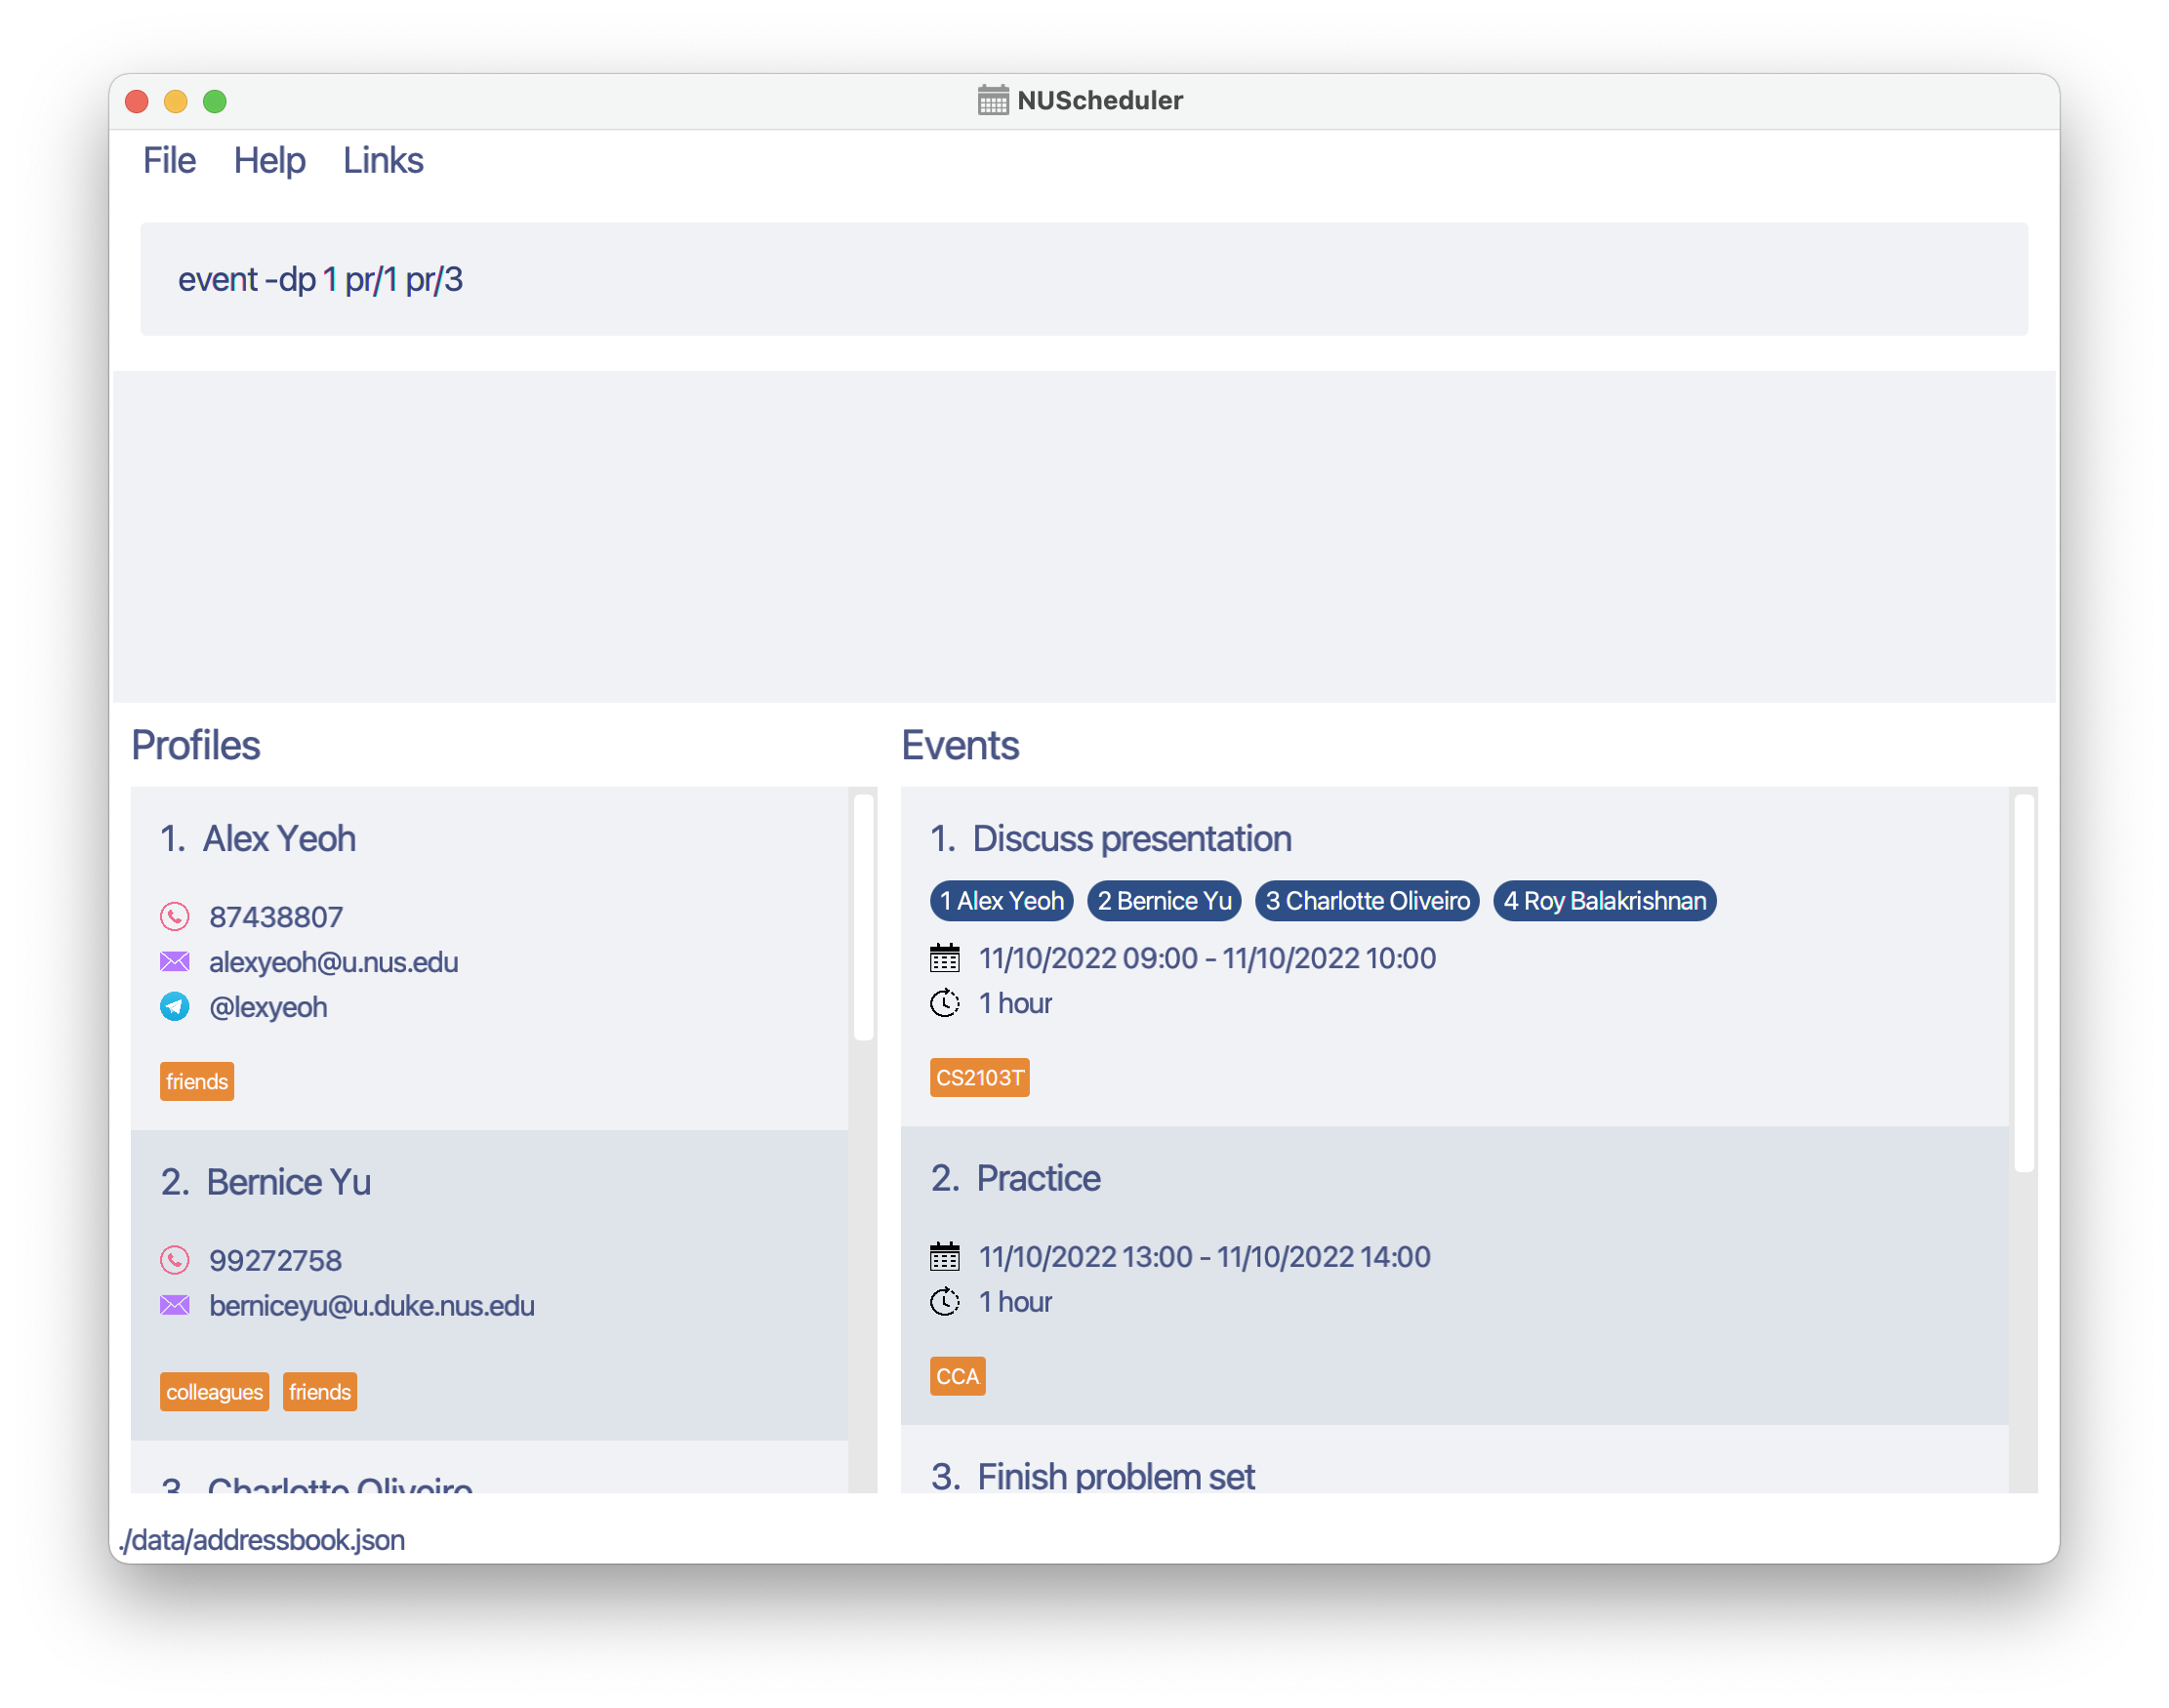 NUScheduler
File Help Links
event -dp 1 pr/1 pr/3
Profiles
1. Alex Yeoh
87438807
alexyeoh@u.nus.edu
@lexyeoh
friends
2. Bernice Yu
99272758
berniceyu@u.duke.nus.edu
colleagues friends
3. Charlotte Oliveiro
Events
1. Discuss presentation
1 Alex Yeoh 2 Bernice Yu 3 Charlotte Oliveiro 4 Roy Balakrishnan
11/10/2022 09:00 - 11/10/2022 10:00
1 hour
CS2103T
2. Practice
11/10/2022 13:00 - 11/10/2022 14:00
1 hour
CCA
3. Finish problem set
./data/addressbook.json